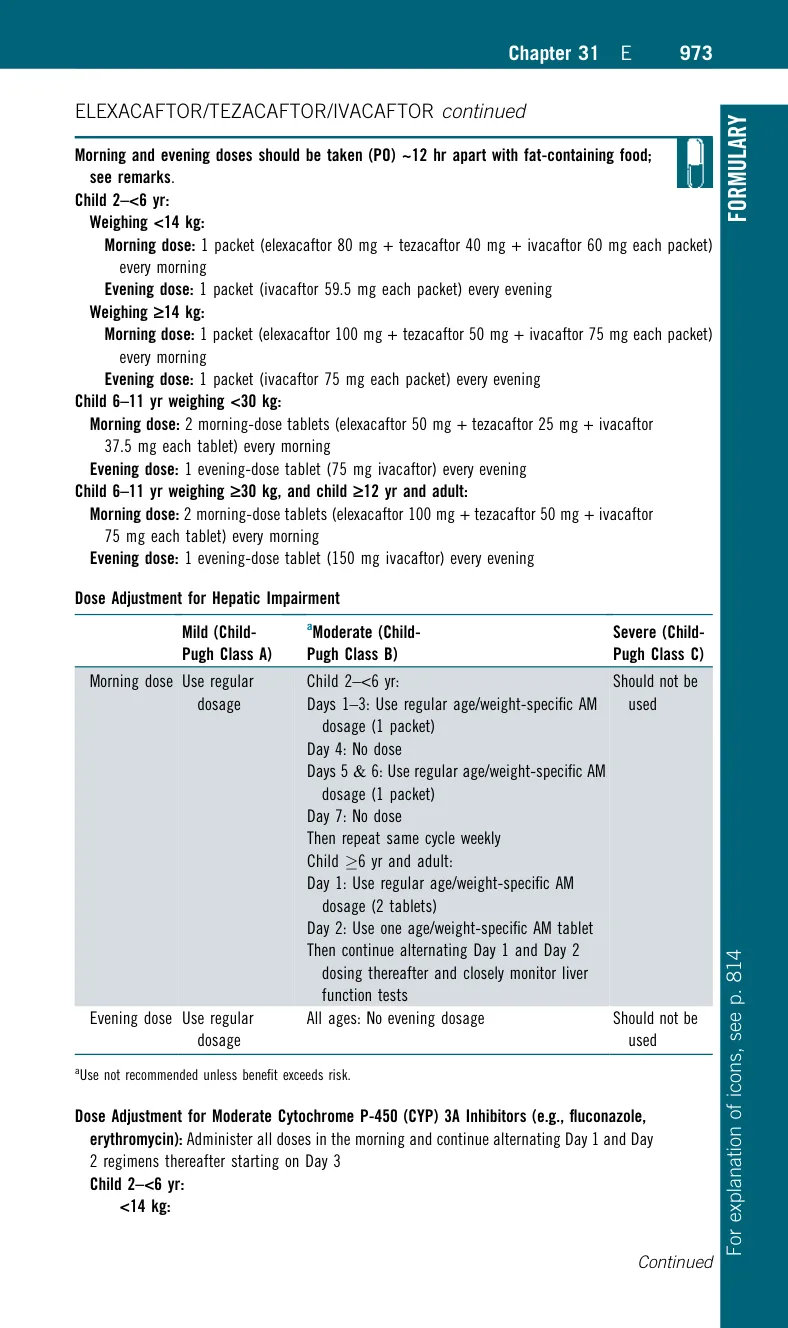 Chapter 31 E 973
ELEXACAFTOR/TEZACAFTOR/IVACAFTOR continued
Morning and evening doses should be taken (PO) ~12 hr apart with fat-containing food;
see remarks.
Child 2–<6 yr:
Weighing <14 kg:
Morning dose: 1 packet (elexacaftor 80 mg + tezacaftor 40 mg + ivacaftor 60 mg each packet)
every morning
Evening dose: 1 packet (ivacaftor 59.5 mg each packet) every evening
Weighing ≥14 kg:
Morning dose: 1 packet (elexacaftor 100 mg + tezacaftor 50 mg + ivacaftor 75 mg each packet)
every morning
Evening dose: 1 packet (ivacaftor 75 mg each packet) every evening
Child 6–11 yr weighing <30 kg:
Morning dose: 2 morning-dose tablets (elexacaftor 50 mg + tezacaftor 25 mg + ivacaftor
37.5 mg each tablet) every morning
Evening dose: 1 evening-dose tablet (75 mg ivacaftor) every evening
Child 6–11 yr weighing ≥30 kg, and child ≥12 yr and adult:
Morning dose: 2 morning-dose tablets (elexacaftor 100 mg + tezacaftor 50 mg + ivacaftor
75 mg each tablet) every morning
Evening dose: 1 evening-dose tablet (150 mg ivacaftor) every evening
Dose Adjustment for Hepatic Impairment
Mild (Child-
Pugh Class A)
aModerate (Child-
Pugh Class B)
Severe (Child-
Pugh Class C)
Morning dose
Use regular
dosage
Child 2–<6 yr:
Days 1–3: Use regular age/weight-specific AM
dosage (1 packet)
Day 4: No dose
Days 5 & 6: Use regular age/weight-specific AM
dosage (1 packet)
Day 7: No dose
Then repeat same cycle weekly
Child ≥6 yr and adult:
Day 1: Use regular age/weight-specific AM
dosage (2 tablets)
Day 2: Use one age/weight-specific AM tablet
Then continue alternating Day 1 and Day 2
dosing thereafter and closely monitor liver
function tests
Should not be
used
Evening dose
Use regular
dosage
All ages: No evening dosage
Should not be
used
aUse not recommended unless benefit exceeds risk.
Dose Adjustment for Moderate Cytochrome P-450 (CYP) 3A Inhibitors (e.g., fluconazole,
erythromycin): Administer all doses in the morning and continue alternating Day 1 and Day
2 regimens thereafter starting on Day 3
Child 2–<6 yr:
<14 kg:
Continued
FORMULARY
For explanation of icons, see p. 814